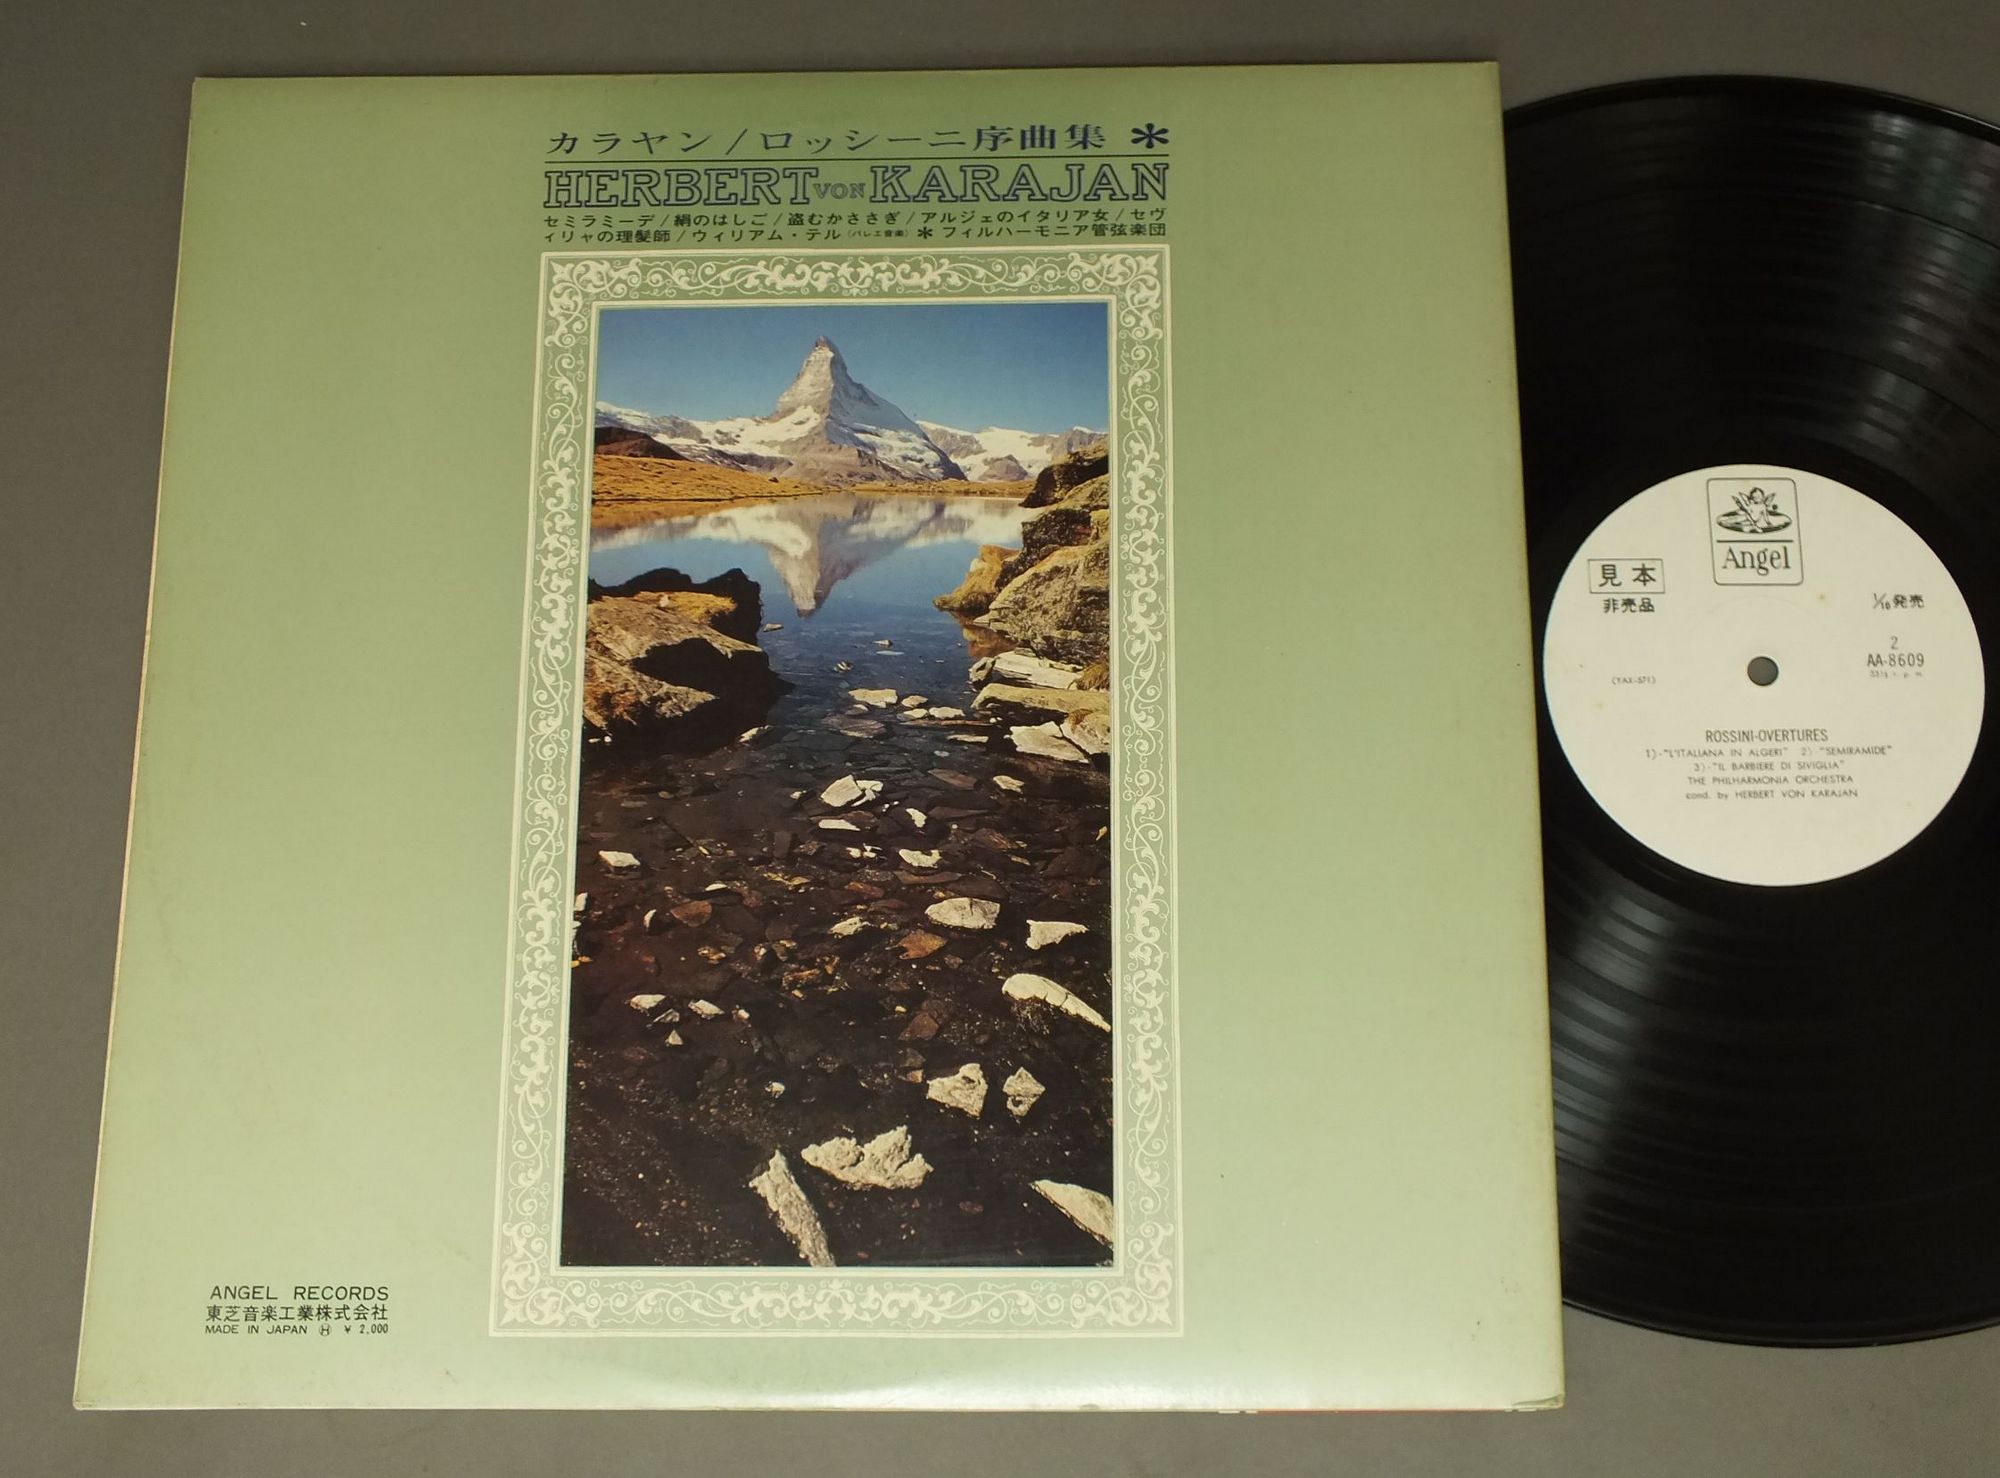 カラヤン/ロッシーニ序曲集 *
HERBERT VON KARAJAN
セミラミーデ/絹のはしご/盗むかささぎ/アルジェのイタリア女/セヴ
ィリャの理髪師/ウィリアム・テル(バレエ音楽)* フィルハーモニア管弦楽団
ANGEL RECORDS
東芝音楽工業株式会社
MADE IN JAPAN Ⓗ ¥ 2,000
Angel
見本
非売品
1/10発売
2
AA-8609
33⅓ r. p. m.
(YAX-571)
ROSSINI-OVERTURES
1)-"L'ITALIANA IN ALGERI" 2)-"SEMIRAMIDE"
3)-"IL BARBIERE DI SIVIGLIA"
THE PHILHARMONIA ORCHESTRA
cond. by HERBERT VON KARAJAN